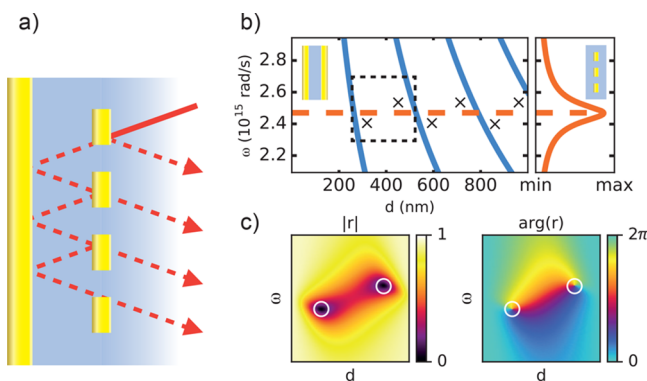 a)
b)
ω (10¹⁵ rad/s)
2.8
2.6
2.4
2.2
200 400 600 800
d (nm)
min max
c)
|r|
ω
d
1
0
arg(r)
ω
d
2π
0